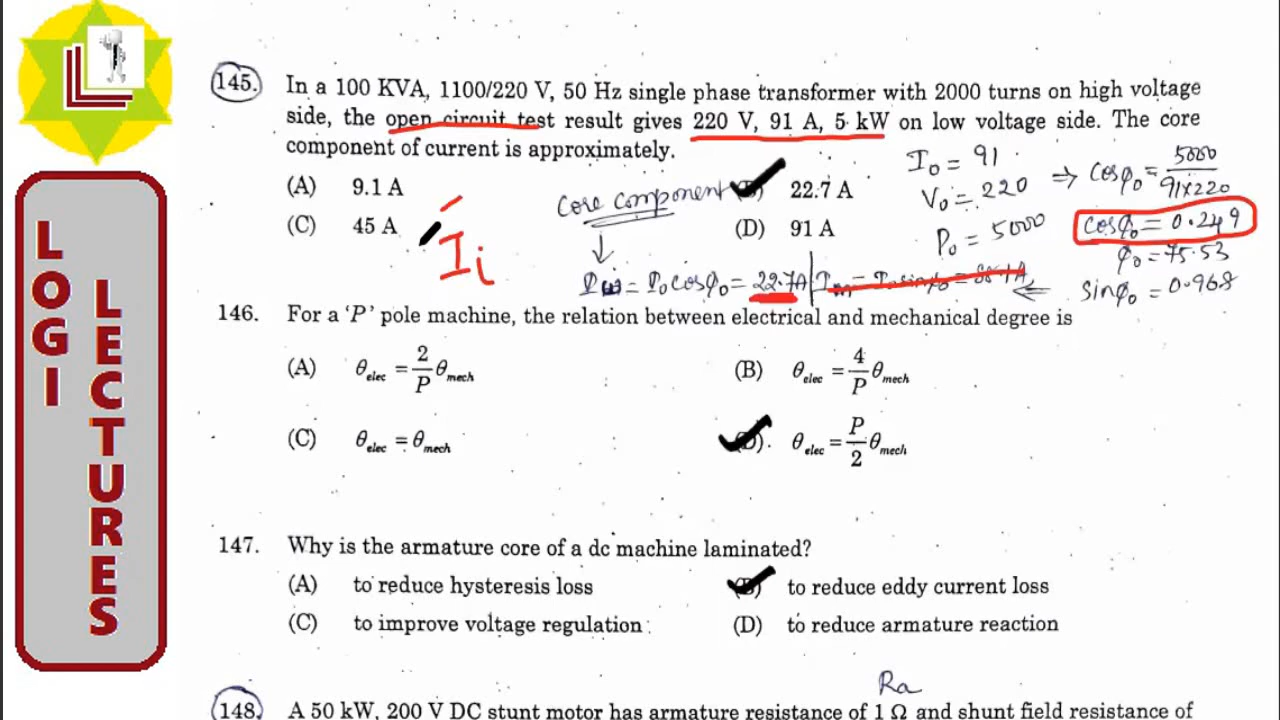 LOGI
LECTURES
145. In a 100 KVA, 1100/220 V, 50 Hz single phase transformer with 2000 turns on high voltage
side, the open circuit test result gives 220 V, 91 A, 5 kW on low voltage side. The core
component of current is approximately.
(A) 9.1 A
22.7 A
(C) 45 A
(D) 91 A
Core component
I₀ = 91
V₀ = 220
P₀ = 5000
⇒ cosφ₀ = 5000/91×220
cosφ₀ = 0.249
φ₀ = 75.53
sinφ₀ = 0.968
= I₀ cosφ₀ = 22.7A
Ii
146. For a 'P' pole machine, the relation between electrical and mechanical degree is
(A) θelec = 2/P θmech
(B) θelec = 4/P θmech
(C) θelec = θmech
(D). θelec = P/2 θmech
147. Why is the armature core of a dc machine laminated?
(A) to reduce hysteresis loss
(B) to reduce eddy current loss
(C) to improve voltage regulation
(D) to reduce armature reaction
Ra
148. A 50 kW, 200 V DC stunt motor has armature resistance of 1 Ω and shunt field resistance of